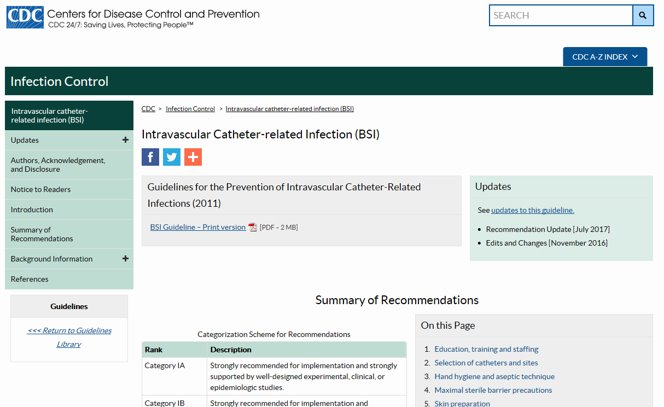 CDC Centers for Disease Control and Prevention
CDC 24/7: Saving Lives, Protecting People™
SEARCH
CDC A-Z INDEX
Infection Control
Intravascular catheter-
related infection (BSI)
Updates
Authors, Acknowledgement,
and Disclosure
Notice to Readers
Introduction
Summary of
Recommendations
Background Information
References
Guidelines
<<< Return to Guidelines
Library
CDC > Infection Control > Intravascular catheter-related infection (BSI)
Intravascular Catheter-related Infection (BSI)
Guidelines for the Prevention of Intravascular Catheter-Related
Infections (2011)
BSI Guideline – Print version [PDF - 2 MB]
Updates
See updates to this guideline.
• Recommendation Update [July 2017]
• Edits and Changes [November 2016]
Summary of Recommendations
Categorization Scheme for Recommendations
Rank Description
Category IA Strongly recommended for implementation and strongly
supported by well-designed experimental, clinical, or
epidemiologic studies.
Category IB Strongly recommended for implementation and
On this Page
1. Education, training and staffing
2. Selection of catheters and sites
3. Hand hygiene and aseptic technique
4. Maximal sterile barrier precautions
5. Skin preparation